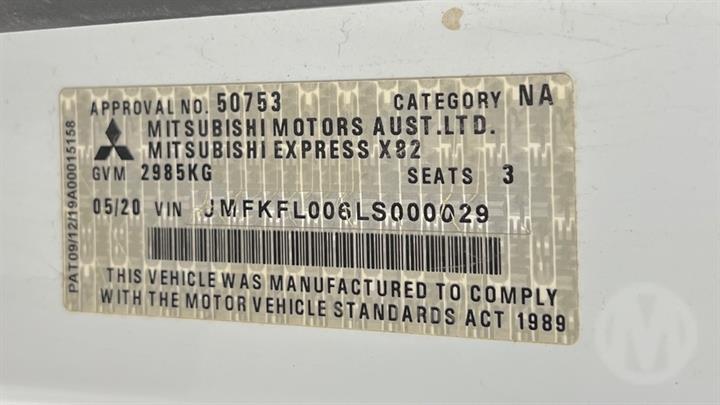 APPROVAL NO. 50753 CATEGORY NA
MITSUBISHI MOTORS AUST.LTD.
MITSUBISHI EXPRESS X82
GVM 2985KG SEATS 3
05/20 VIN JMFKFL006LS000029
THIS VEHICLE WAS MANUFACTURED TO COMPLY
WITH THE MOTOR VEHICLE STANDARDS ACT 1989
PAT09/12/19A00015158
M